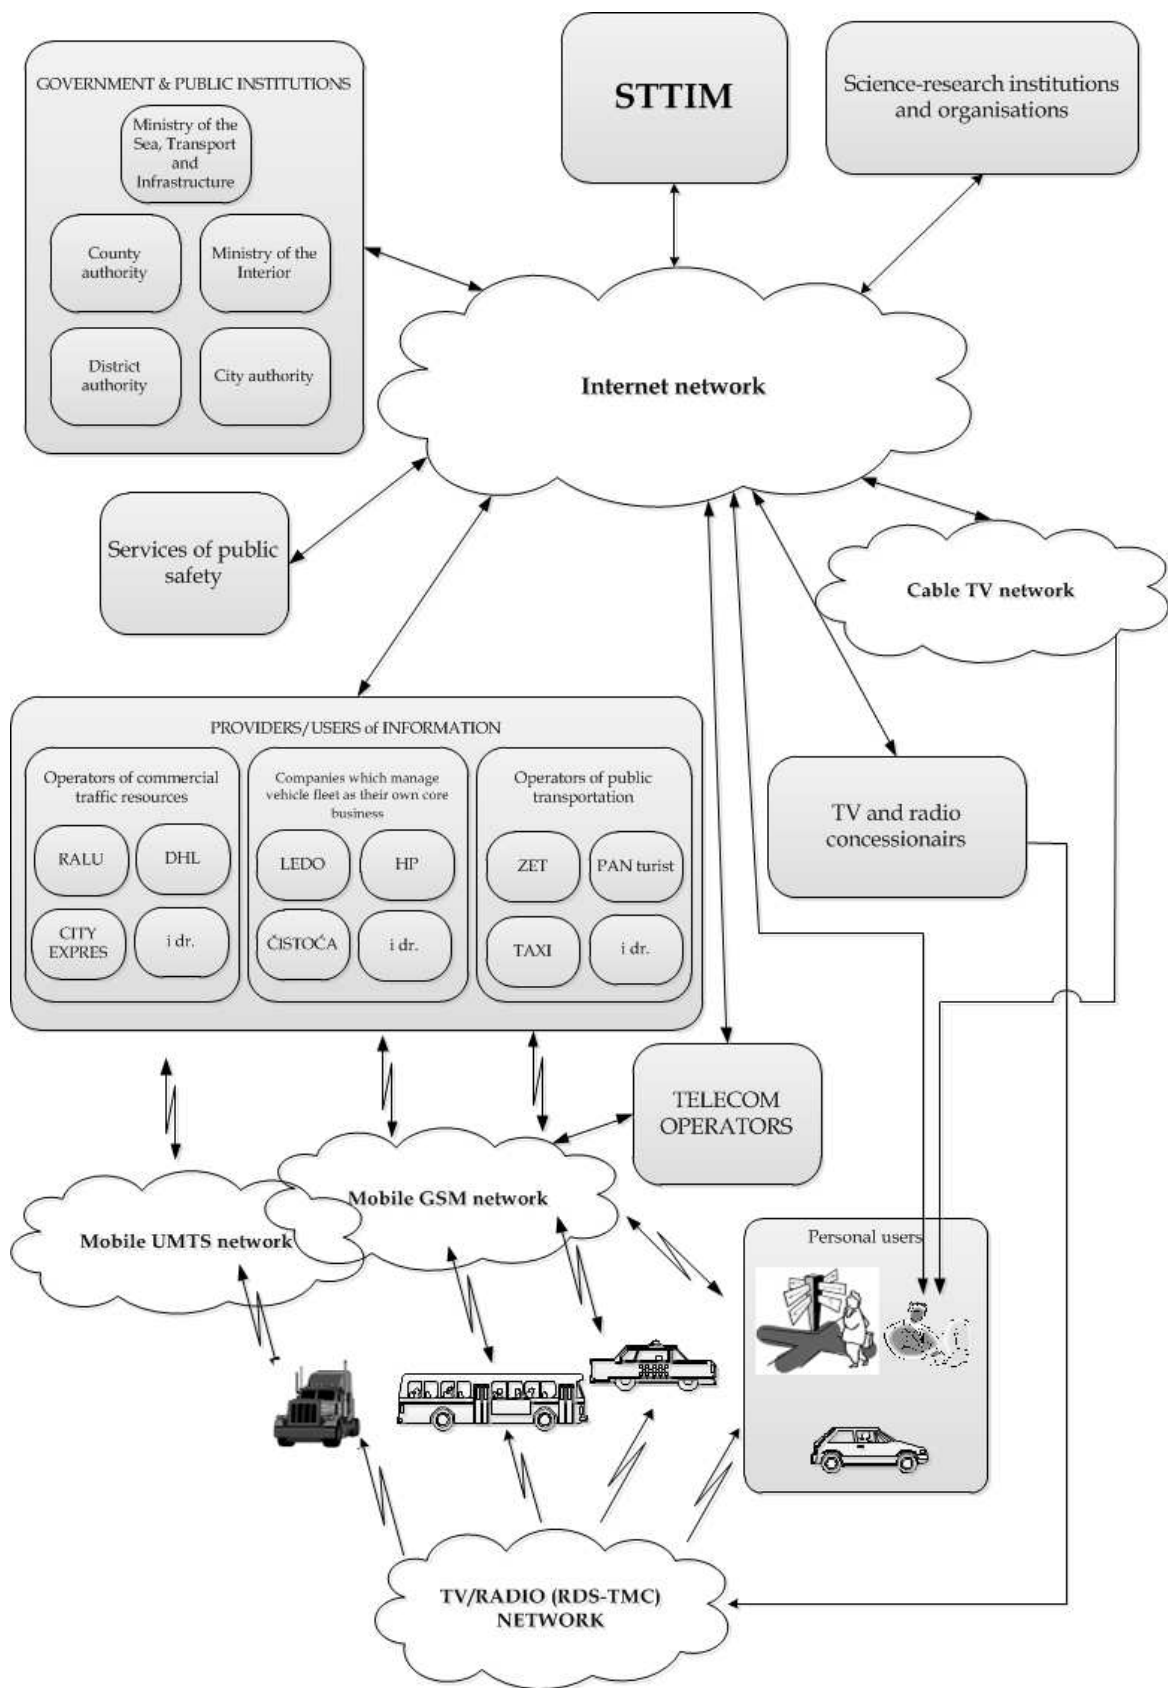 GOVERNMENT & PUBLIC INSTITUTIONS
Ministry of the
Sea, Transport
and
Infrastructure
County
authority
Ministry of the
Interior
District
authority
City authority
STTIM
Science-research institutions
and organisations
Internet network
Services of public
safety
Cable TV network
PROVIDERS/USERS of INFORMATION
Operators of commercial
traffic resources
RALU
DHL
CITY
EXPRES
i dr.
Companies which manage
vehicle fleet as their own core
business
LEDO
HP
ČISTOĆA
i dr.
Operators of public
transportation
ZET
PAN turist
TAXI
i dr.
TV and radio
concessionairs
TELECOM
OPERATORS
Mobile GSM network
Mobile UMTS network
Personal users
TV/RADIO (RDS-TMC)
NETWORK